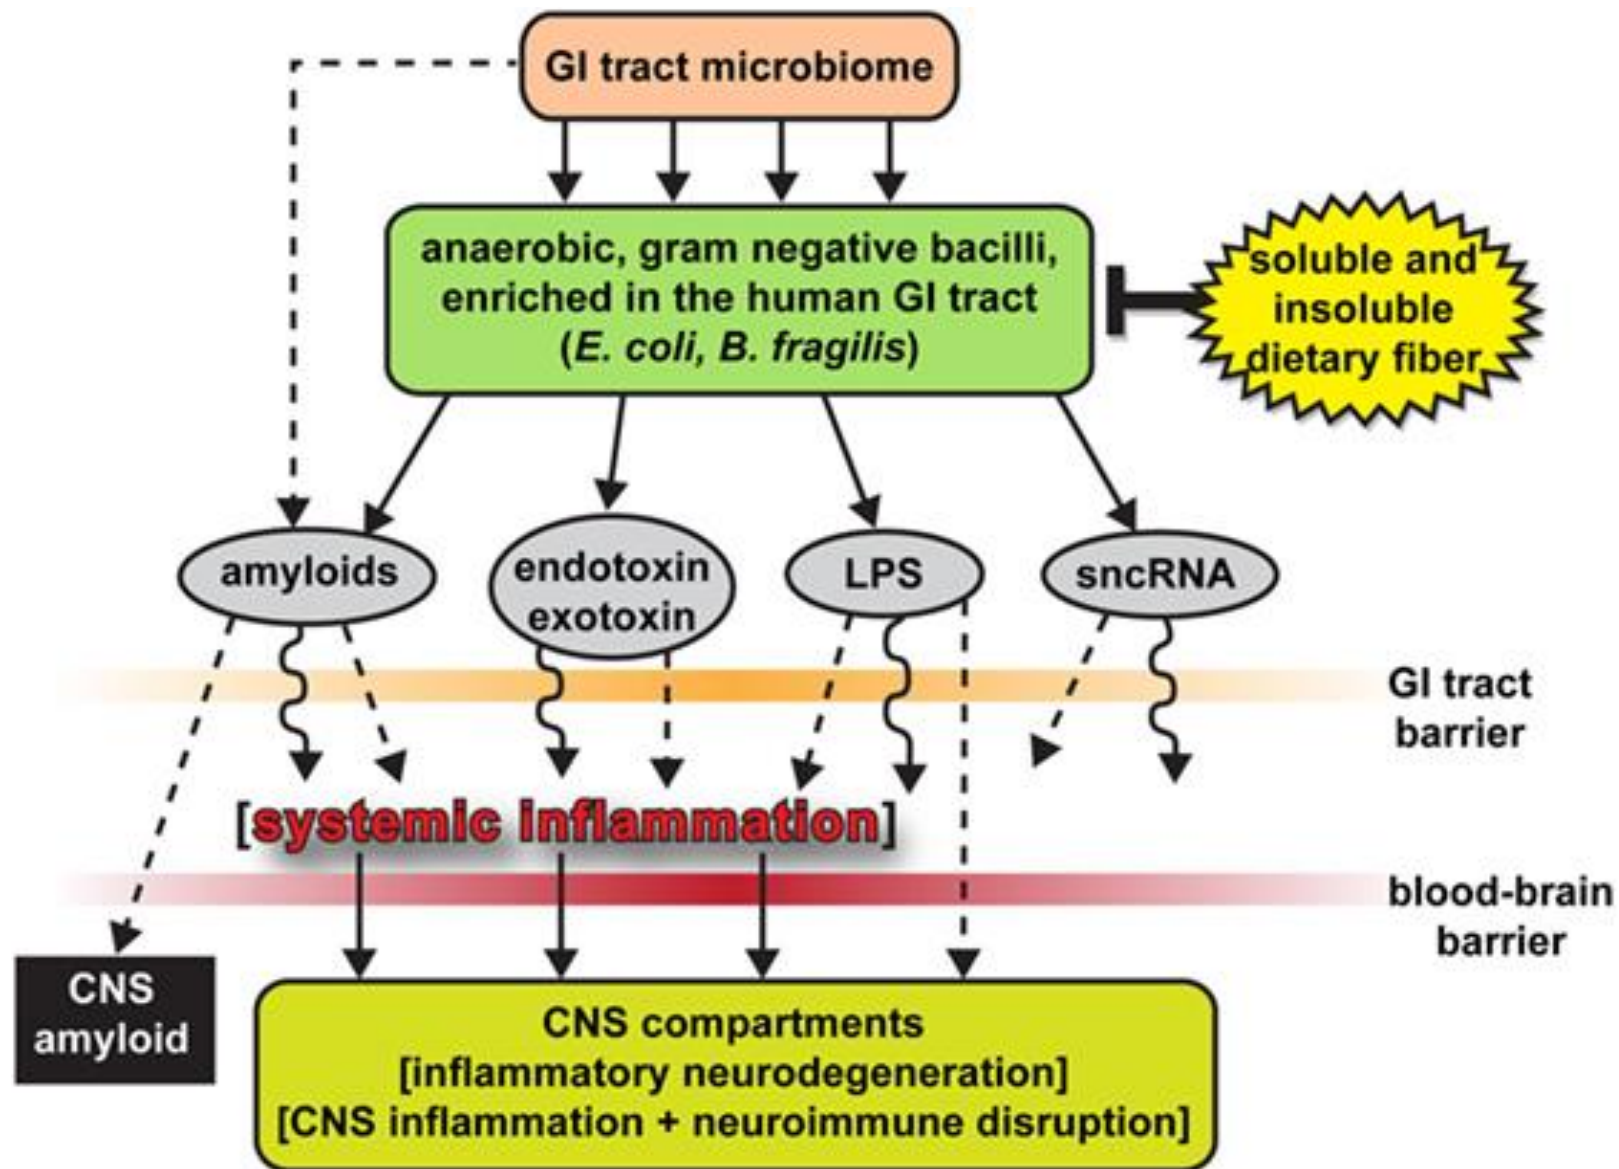 GI tract microbiome
anaerobic, gram negative bacilli,
enriched in the human GI tract
(E. coli, B. fragilis)
soluble and
insoluble
dietary fiber
amyloids
endotoxin
exotoxin
LPS
sncRNA
GI tract
barrier
[systemic inflammation]
blood-brain
barrier
CNS
amyloid
CNS compartments
[inflammatory neurodegeneration]
[CNS inflammation + neuroimmune disruption]